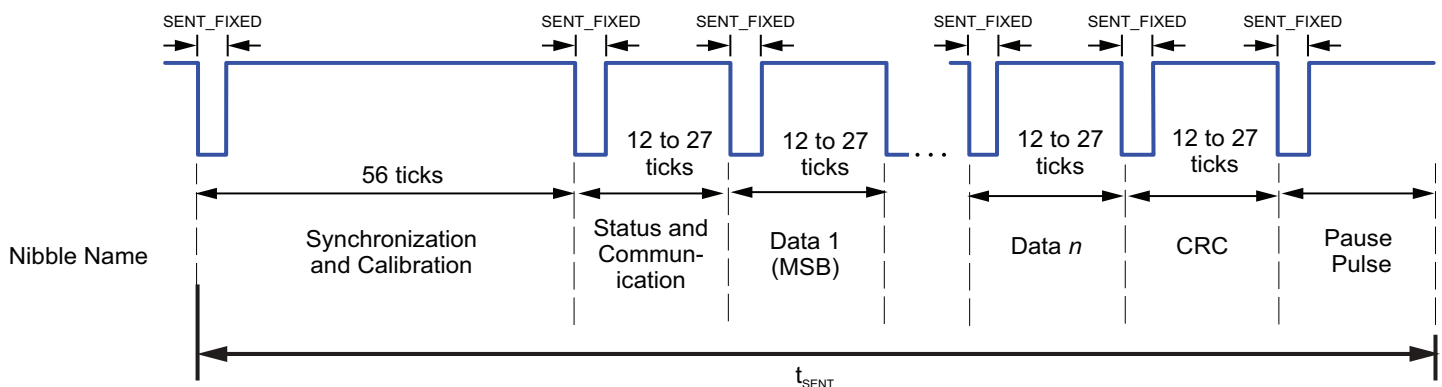 SENT_FIXED
SENT_FIXED
SENT_FIXED
SENT_FIXED
SENT_FIXED
SENT_FIXED
56 ticks
12 to 27
ticks
12 to 27
ticks
12 to 27
ticks
12 to 27
ticks
Nibble Name
Synchronization
and Calibration
Status and
Commun-
ication
Data 1
(MSB)
Data n
CRC
Pause
Pulse
tSENT